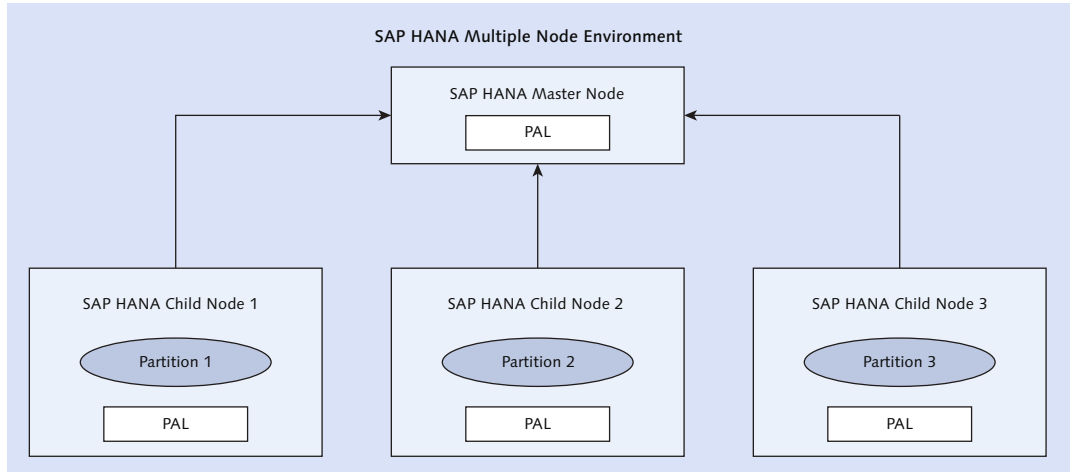 SAP HANA Multiple Node Environment
SAP HANA Master Node
PAL
SAP HANA Child Node 1
Partition 1
PAL
SAP HANA Child Node 2
Partition 2
PAL
SAP HANA Child Node 3
Partition 3
PAL